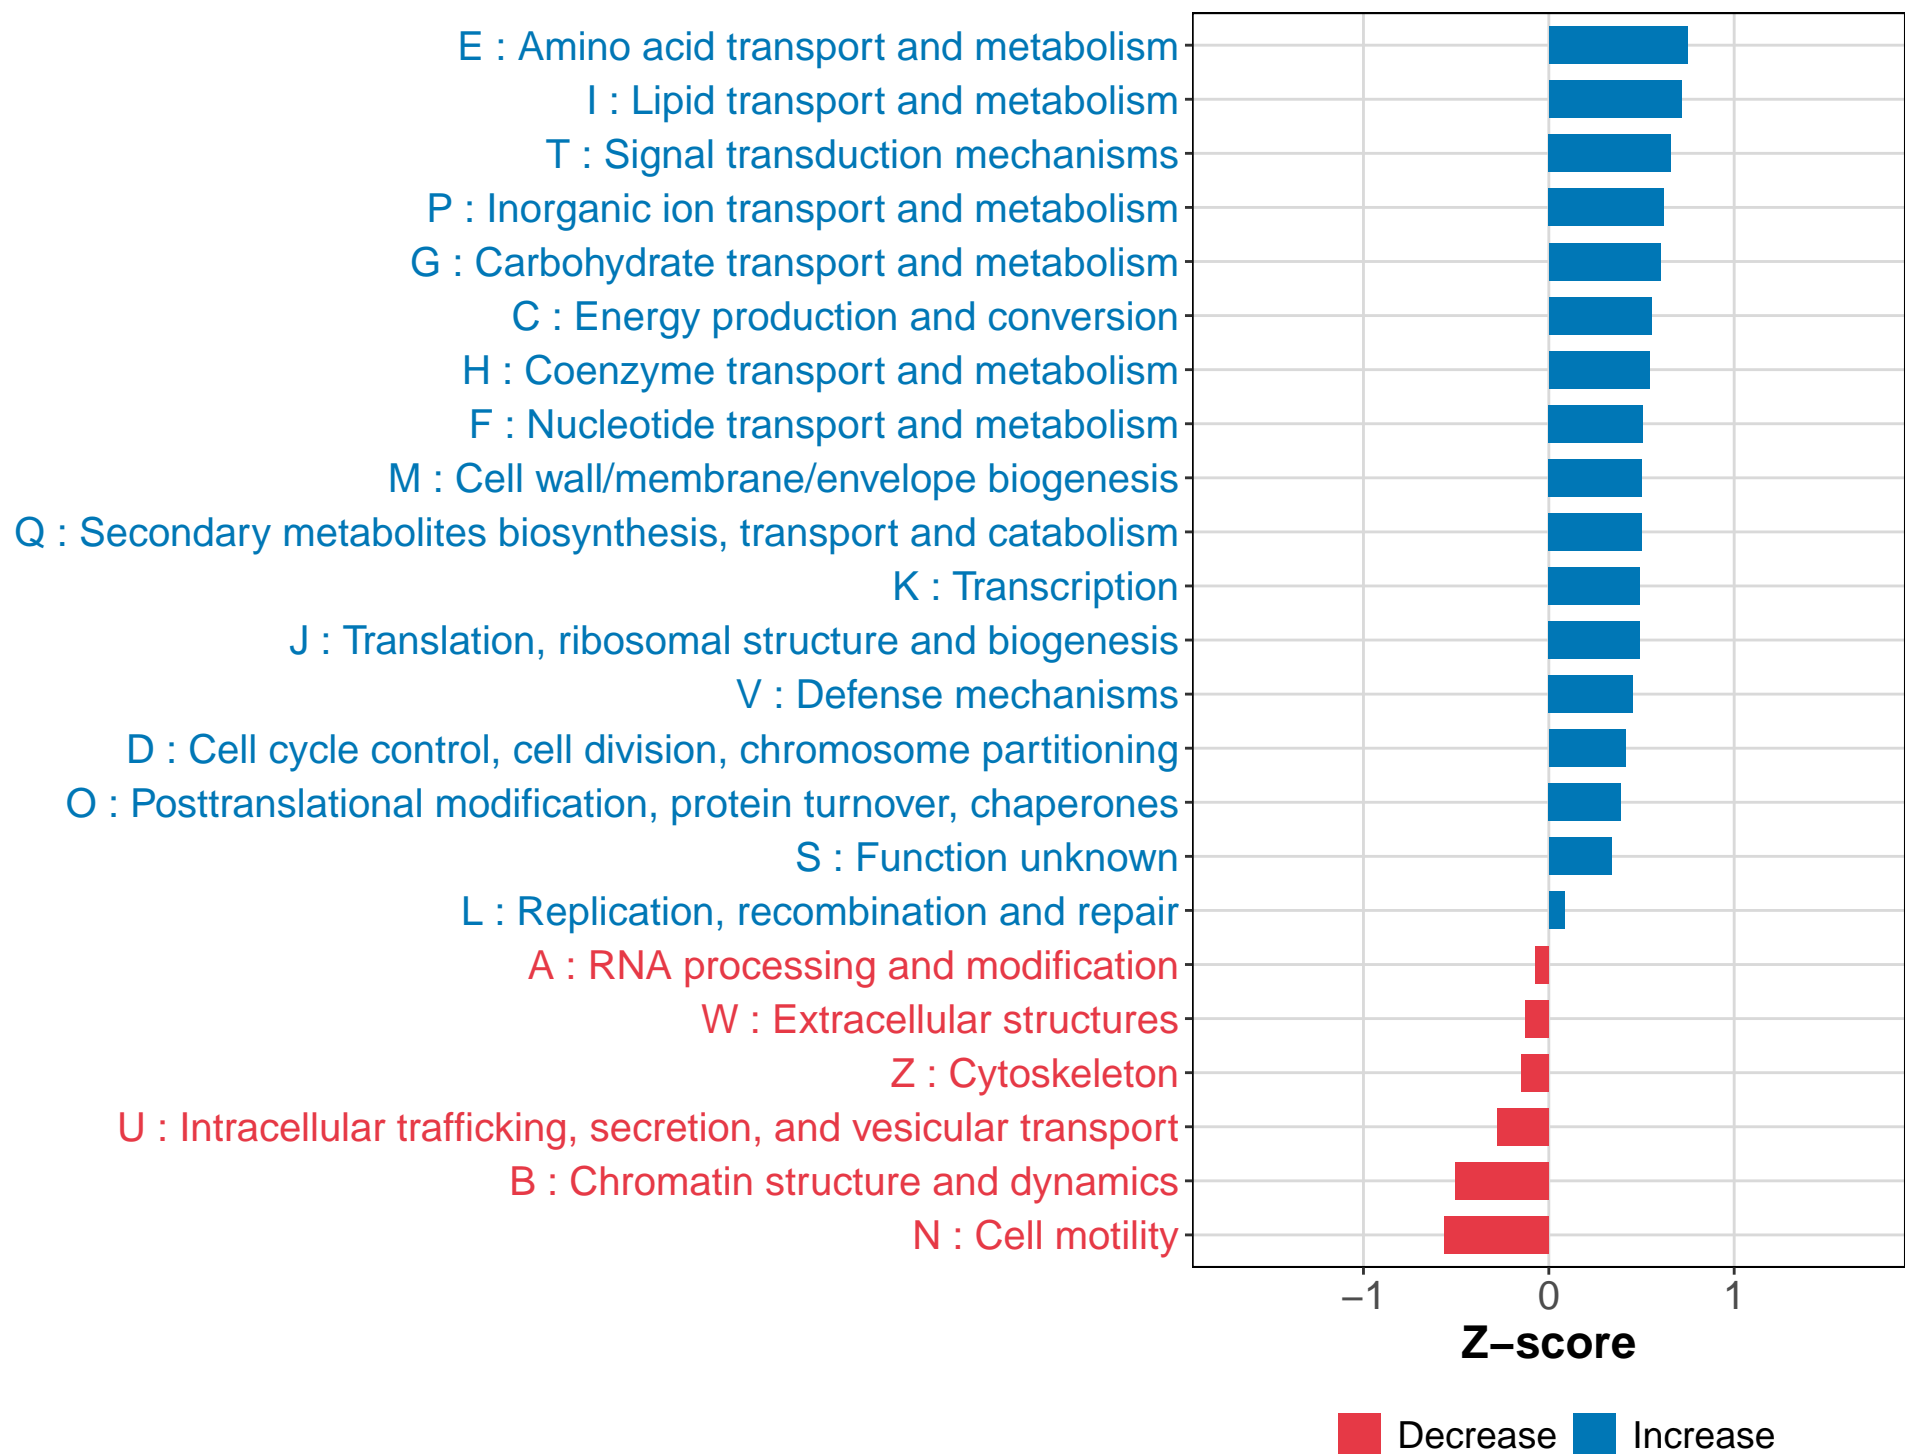 E : Amino acid transport and metabolism
I : Lipid transport and metabolism
T : Signal transduction mechanisms
P : Inorganic ion transport and metabolism
G : Carbohydrate transport and metabolism
C : Energy production and conversion
H : Coenzyme transport and metabolism
F : Nucleotide transport and metabolism
M : Cell wall/membrane/envelope biogenesis
Q : Secondary metabolites biosynthesis, transport and catabolism
K : Transcription
J : Translation, ribosomal structure and biogenesis
V : Defense mechanisms
D : Cell cycle control, cell division, chromosome partitioning
O : Posttranslational modification, protein turnover, chaperones
S : Function unknown
L : Replication, recombination and repair
A : RNA processing and modification
W : Extracellular structures
Z : Cytoskeleton
U : Intracellular trafficking, secretion, and vesicular transport
B : Chromatin structure and dynamics
N : Cell motility
−1 0 1
Z−score
Decrease Increase